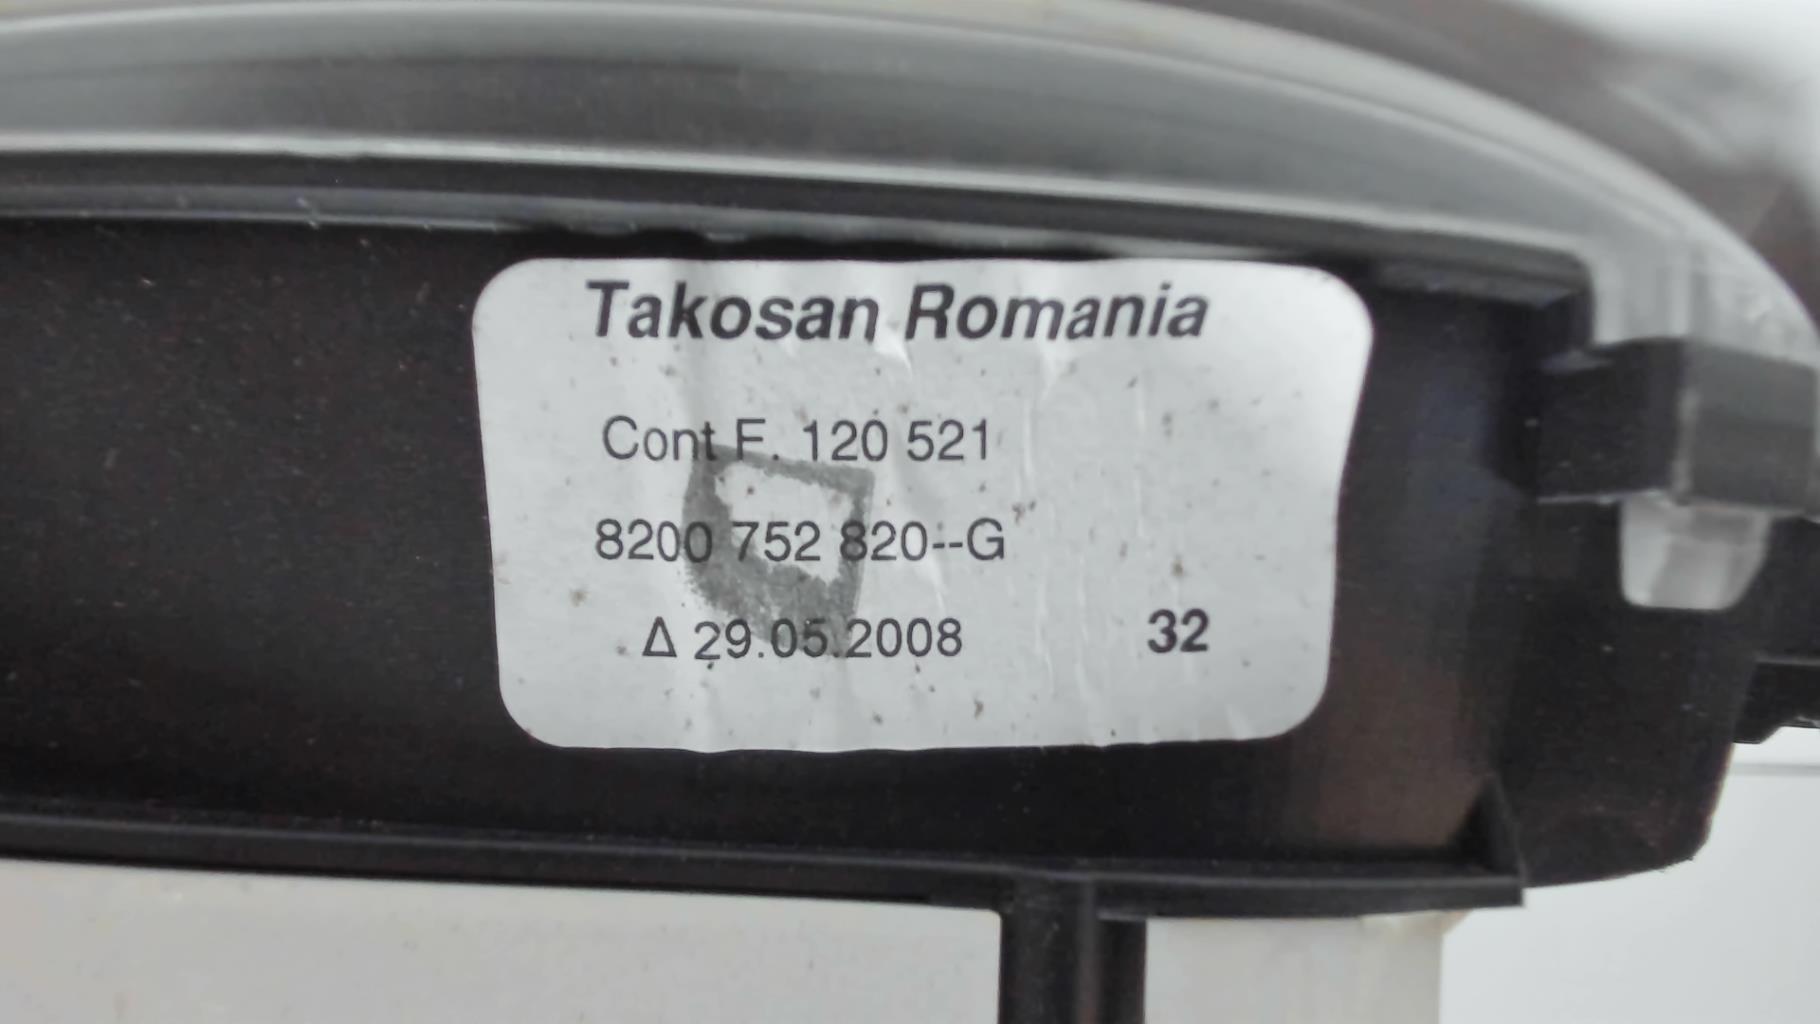 Takosan Romania
Cont F. 120 521
8200 752 820--G
Δ 29.05.2008 32